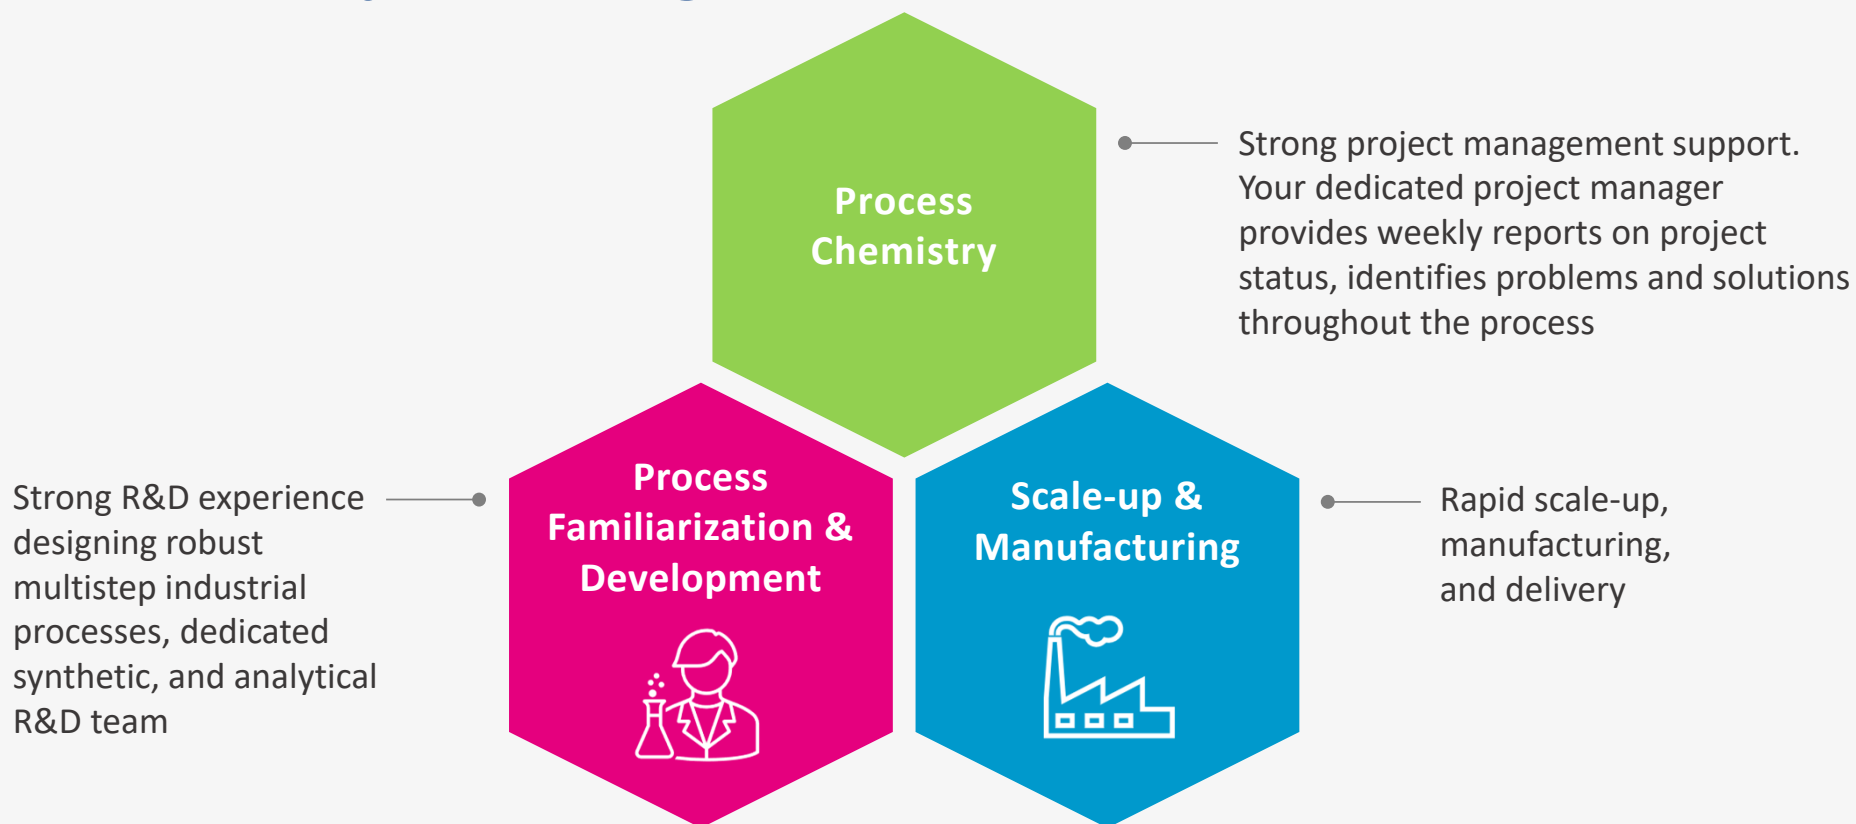 Process
Chemistry
Strong project management support.
Your dedicated project manager
provides weekly reports on project
status, identifies problems and solutions
throughout the process
Strong R&D experience
designing robust
multistep industrial
processes, dedicated
synthetic, and analytical
R&D team
Process
Familiarization &
Development
Scale-up &
Manufacturing
Rapid scale-up,
manufacturing,
and delivery